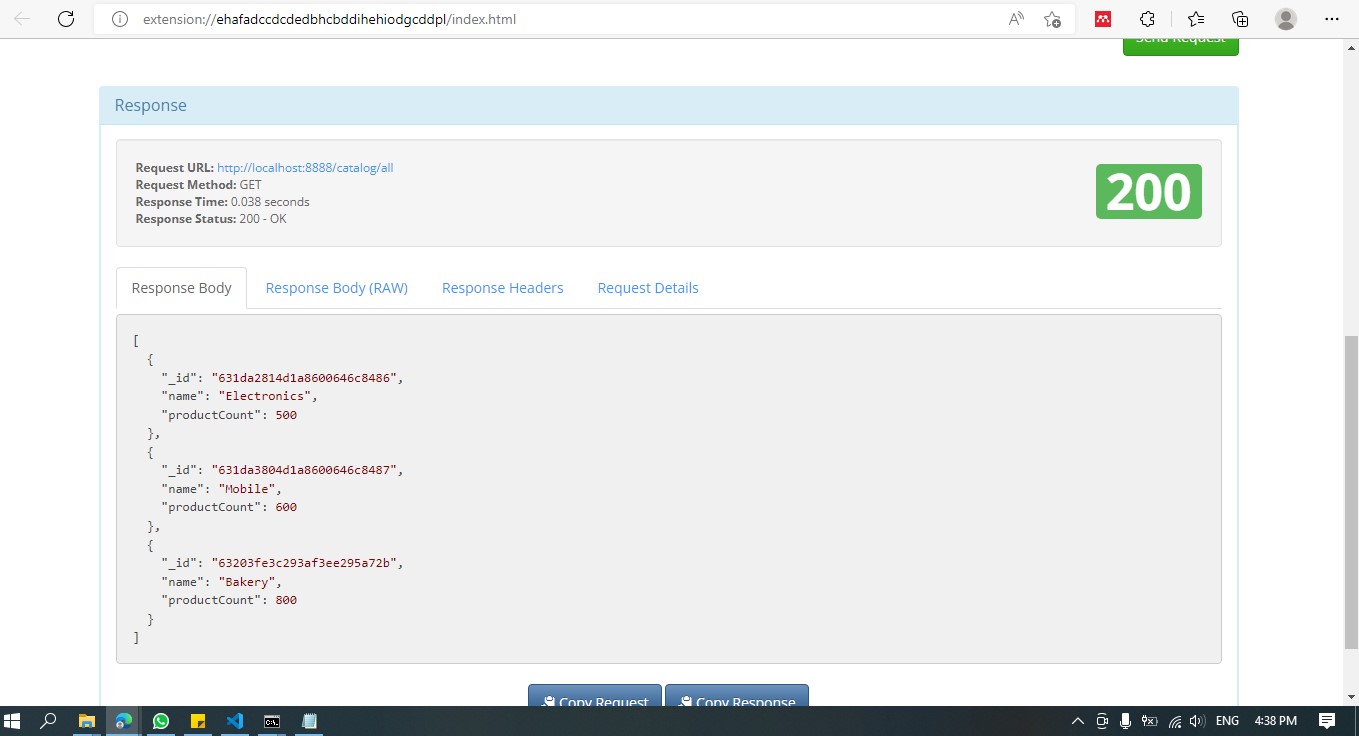 extension://ehafadccdcdedbhcbddihehiodgcddpl/index.html
Send Request
Response
Request URL: http://localhost:8888/catalog/all
Request Method: GET
Response Time: 0.038 seconds
Response Status: 200 - OK
200
Response Body Response Body (RAW) Response Headers Request Details
[
{
"_id": "631da2814d1a8600646c8486",
"name": "Electronics",
"productCount": 500
},
{
"_id": "631da3804d1a8600646c8487",
"name": "Mobile",
"productCount": 600
},
{
"_id": "63203fe3c293af3ee295a72b",
"name": "Bakery",
"productCount": 800
}
]
Copy Request Copy Response
ENG 4:38 PM